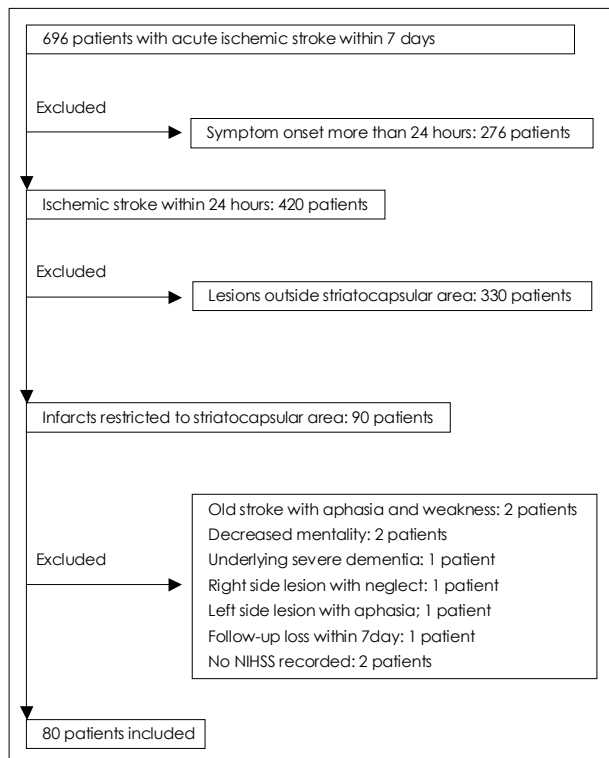 696 patients with acute ischemic stroke within 7 days
Excluded
Symptom onset more than 24 hours: 276 patients
Ischemic stroke within 24 hours: 420 patients
Excluded
Lesions outside striatocapsular area: 330 patients
Infarcts restricted to striatocapsular area: 90 patients
Old stroke with aphasia and weakness: 2 patients
Decreased mentality: 2 patients
Excluded
Underlying severe dementia: 1 patient
Right side lesion with neglect: 1 patient
Left side lesion with aphasia; 1 patient
Follow-up loss within 7day: 1 patient
No NIHSS recorded: 2 patients
80 patients included